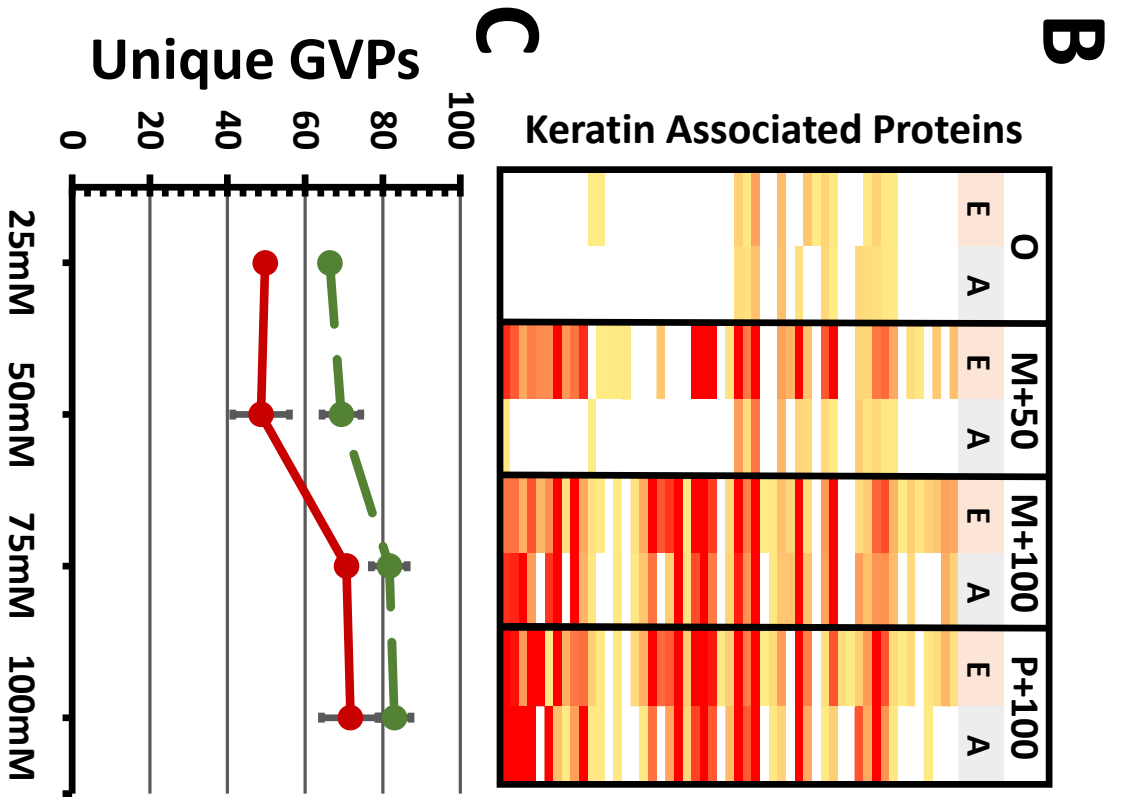 B
O
M+50
M+100
P+100
E
A
E
A
E
A
E
A
Keratin Associated Proteins
C
Unique GVPs
100
80
60
40
20
0
25mM
50mM
75mM
100mM